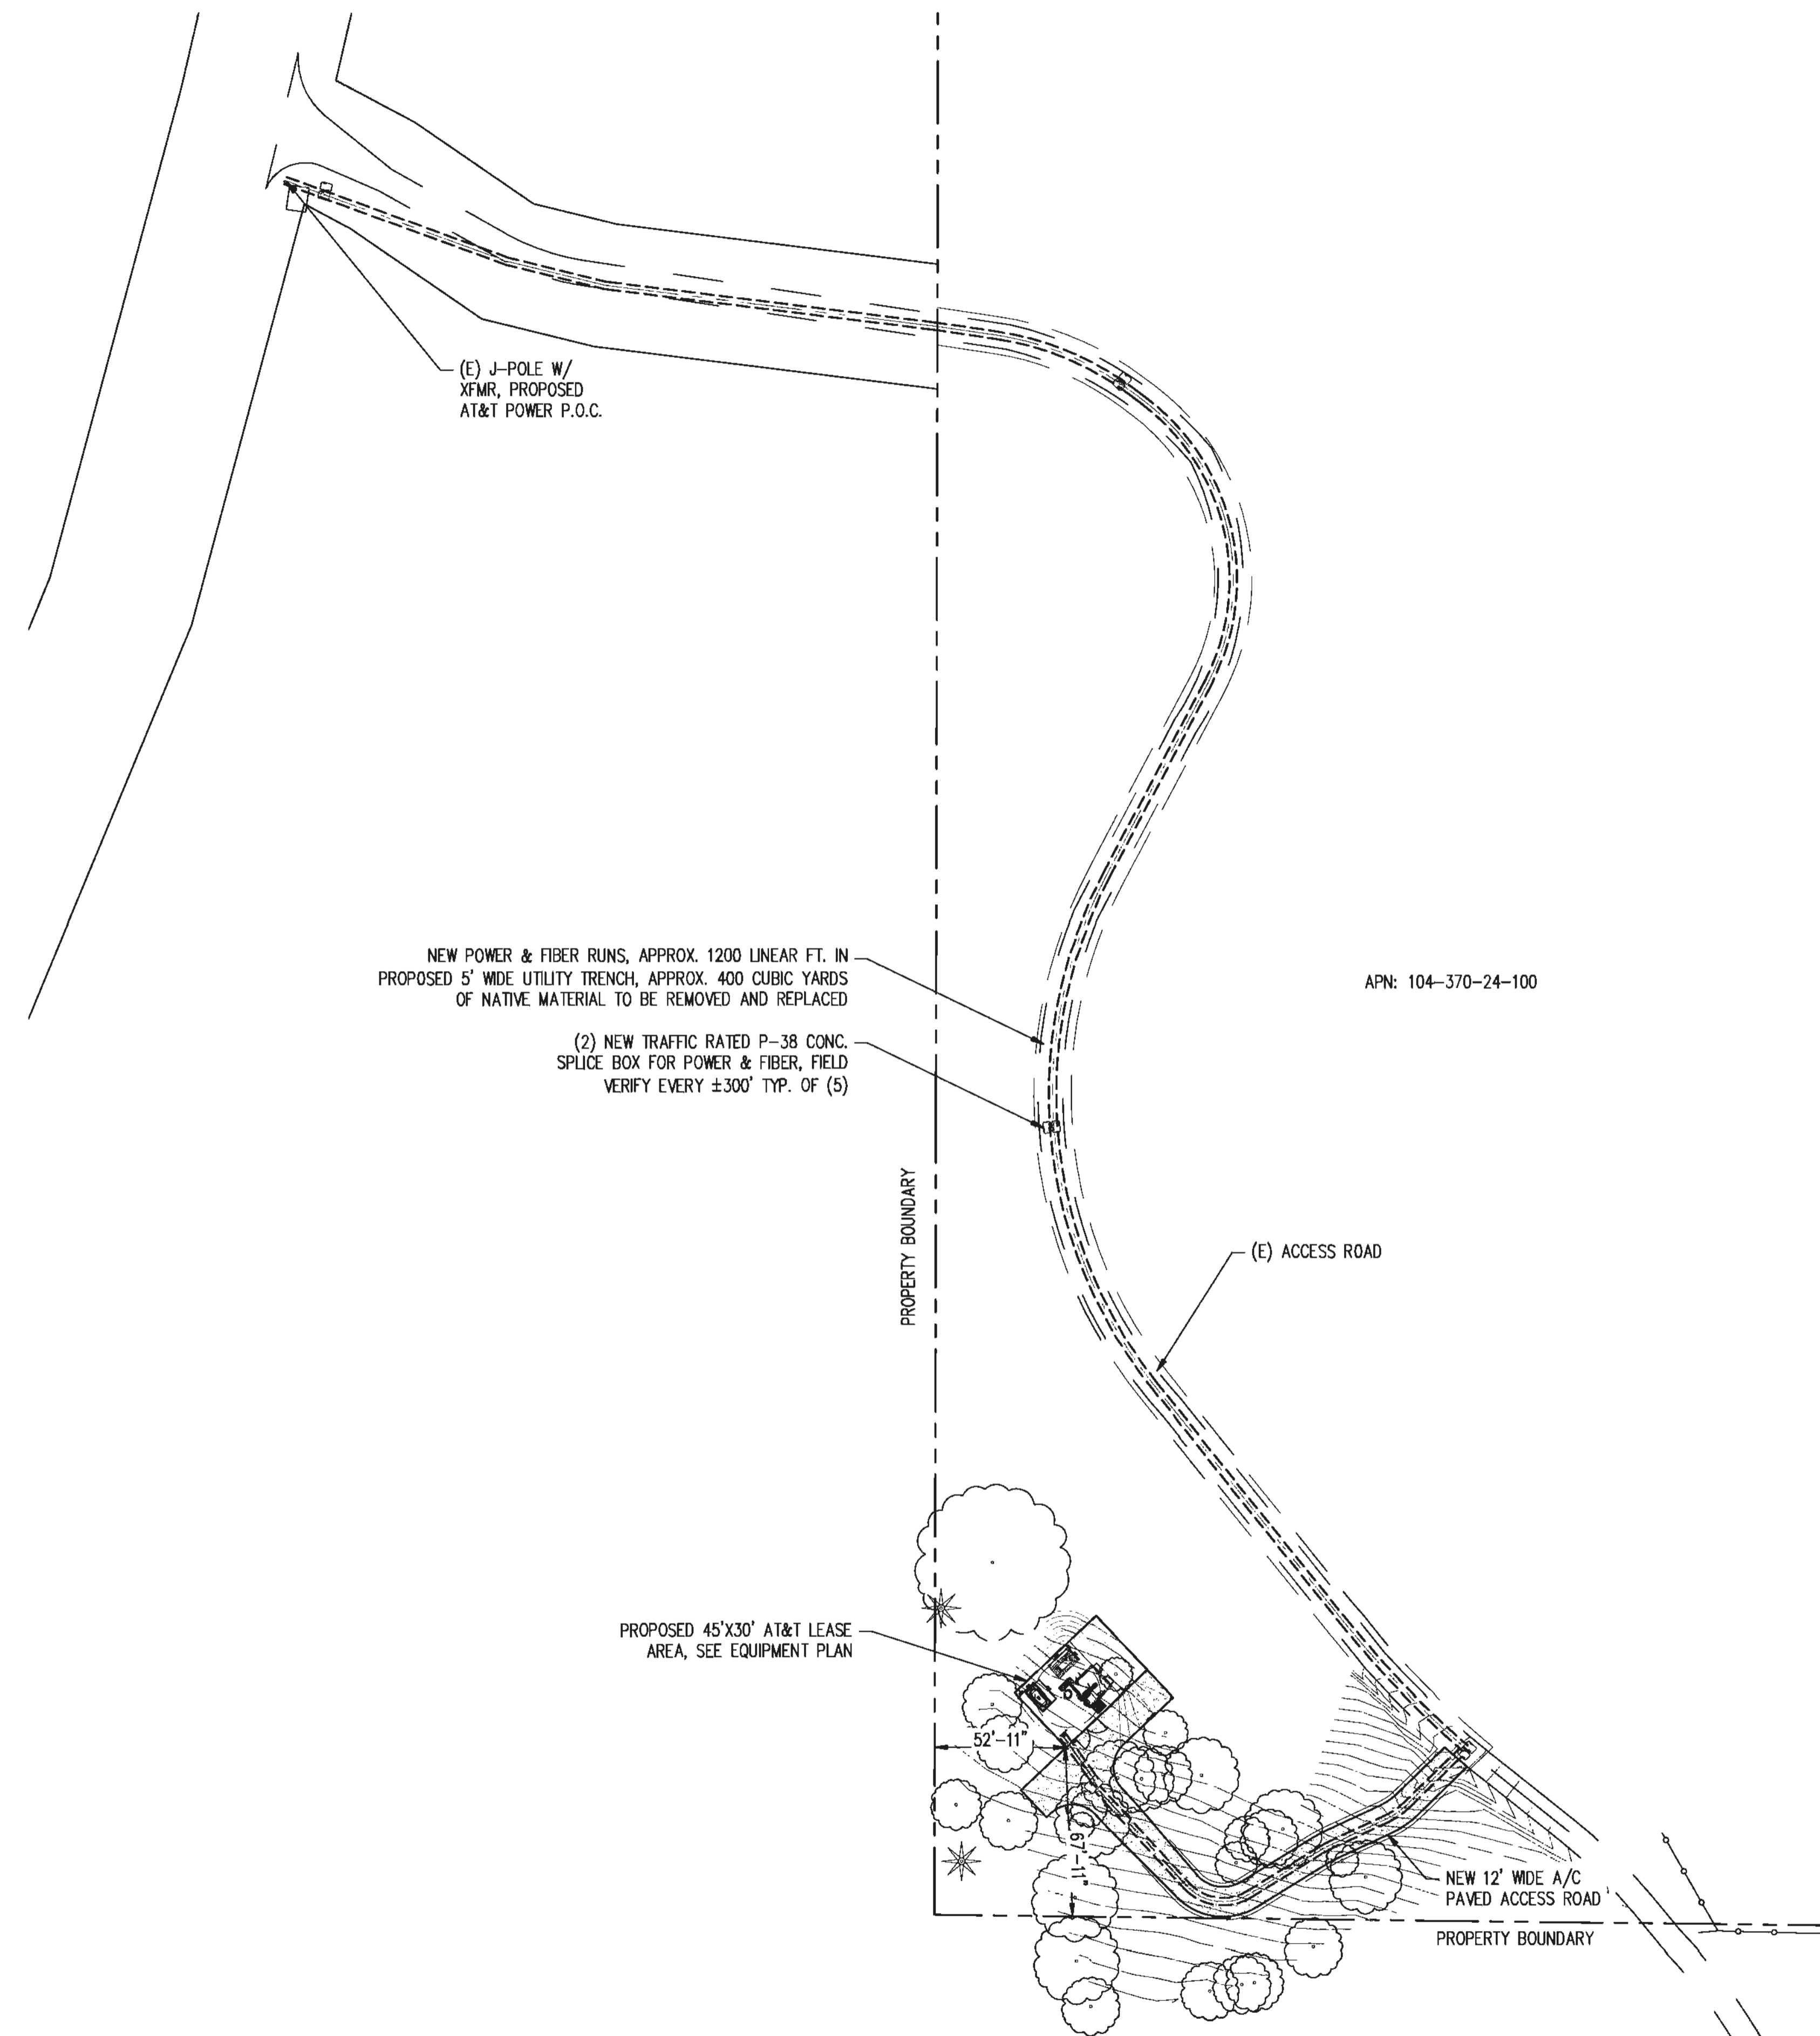 (E) J-POLE W/
XFMR, PROPOSED
AT&T POWER P.O.C.
NEW POWER & FIBER RUNS, APPROX. 1200 LINEAR FT. IN
PROPOSED 5' WIDE UTILITY TRENCH, APPROX. 400 CUBIC YARDS
OF NATIVE MATERIAL TO BE REMOVED AND REPLACED
APN: 104-370-24-100
(2) NEW TRAFFIC RATED P-38 CONC.
SPLICE BOX FOR POWER & FIBER, FIELD
VERIFY EVERY ±300' TYP. OF (5)
PROPERTY BOUNDARY
(E) ACCESS ROAD
PROPOSED 45'X30' AT&T LEASE
AREA, SEE EQUIPMENT PLAN
52'-11"
67'-11"
NEW 12' WIDE A/C
PAVED ACCESS ROAD
PROPERTY BOUNDARY